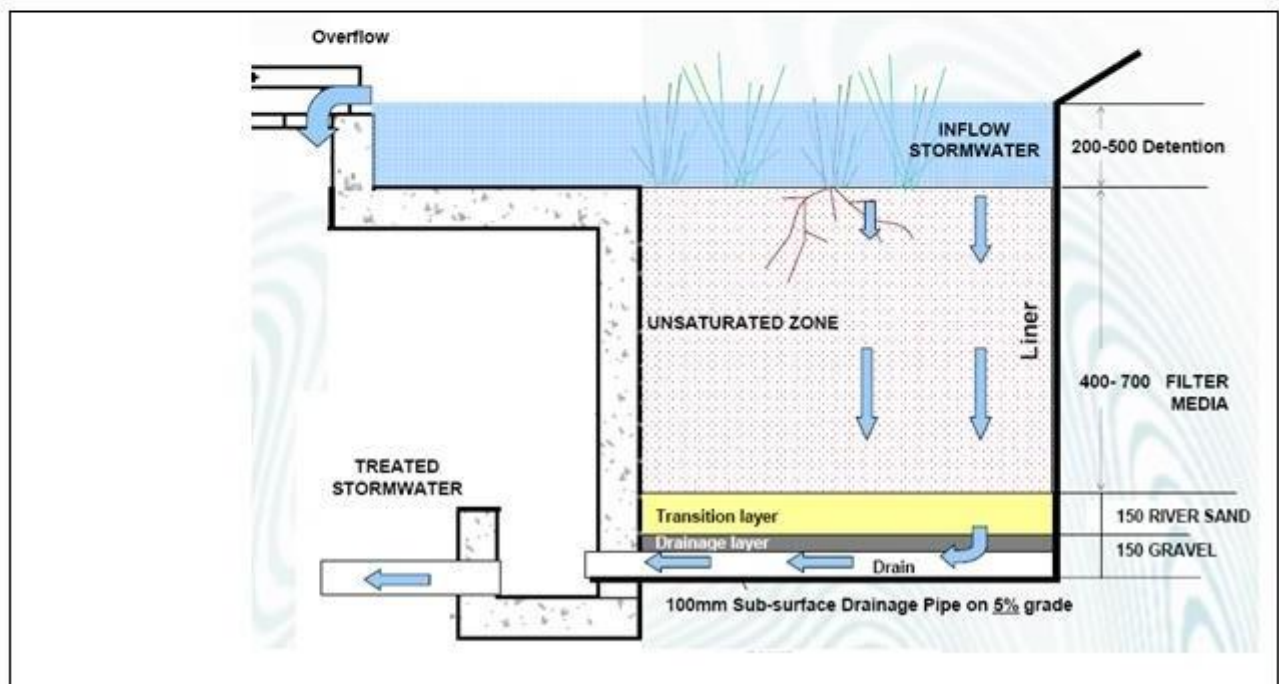 Overflow
INFLOW
STORMWATER
200-500 Detention
UNSATURATED ZONE
Liner
400- 700 FILTER
MEDIA
TREATED
STORMWATER
Transition layer
150 RIVER SAND
Drainage layer
150 GRAVEL
Drain
100mm Sub-surface Drainage Pipe on 5% grade